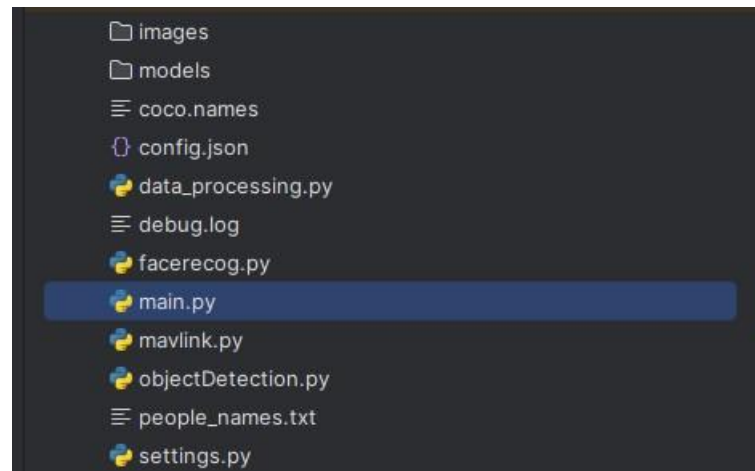 images
models
coco.names
config.json
data_processing.py
debug.log
facerecog.py
main.py
mavlink.py
objectDetection.py
people_names.txt
settings.py